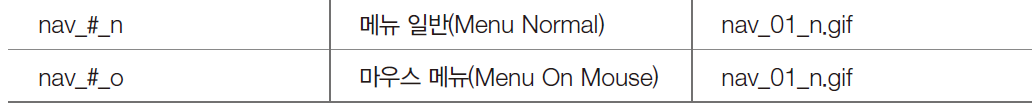 nav_#_n 메뉴 일반(Menu Normal) nav_01_n.gif
nav_#_o 마우스 메뉴(Menu On Mouse) nav_01_n.gif